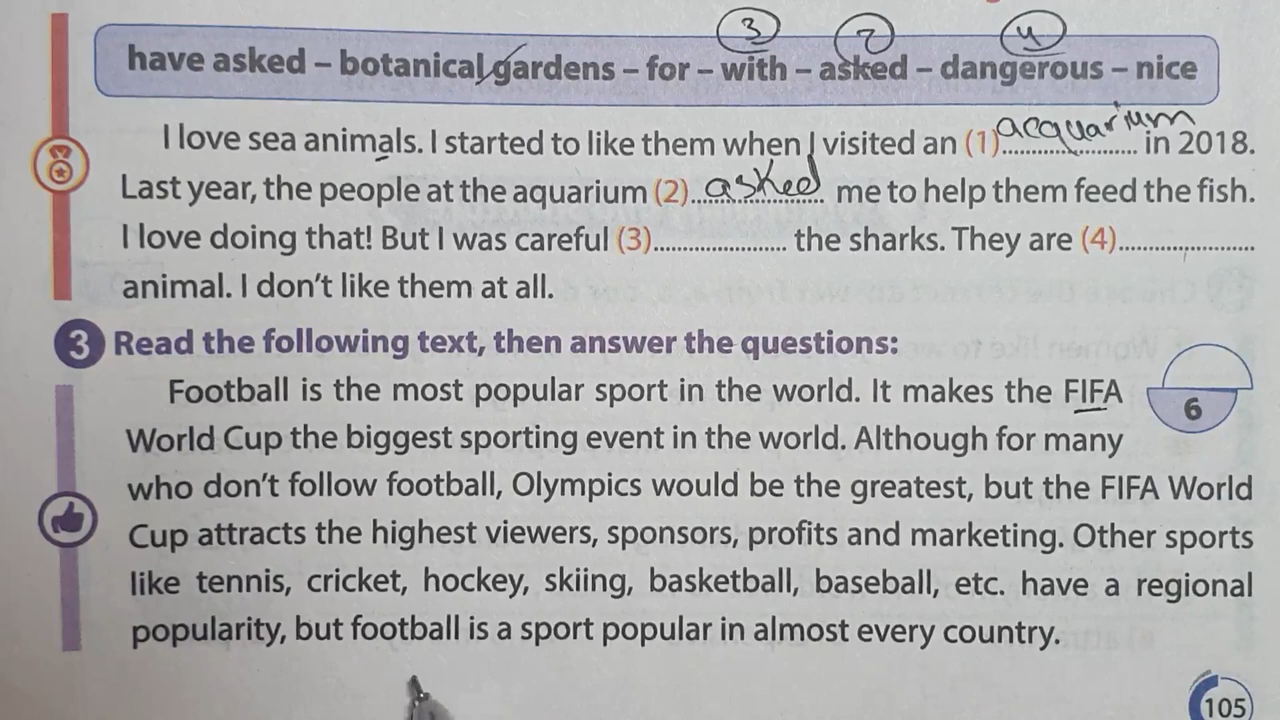 3 2 4
have asked – botanical gardens – for – with – asked – dangerous – nice
I love sea animals. I started to like them when I visited an (1) acquarium in 2018.
Last year, the people at the aquarium (2) asked me to help them feed the fish.
I love doing that! But I was careful (3).................... the sharks. They are (4)....................
animal. I don't like them at all.
3 Read the following text, then answer the questions:
Football is the most popular sport in the world. It makes the FIFA
6
World Cup the biggest sporting event in the world. Although for many
who don't follow football, Olympics would be the greatest, but the FIFA World
Cup attracts the highest viewers, sponsors, profits and marketing. Other sports
like tennis, cricket, hockey, skiing, basketball, baseball, etc. have a regional
popularity, but football is a sport popular in almost every country.
105